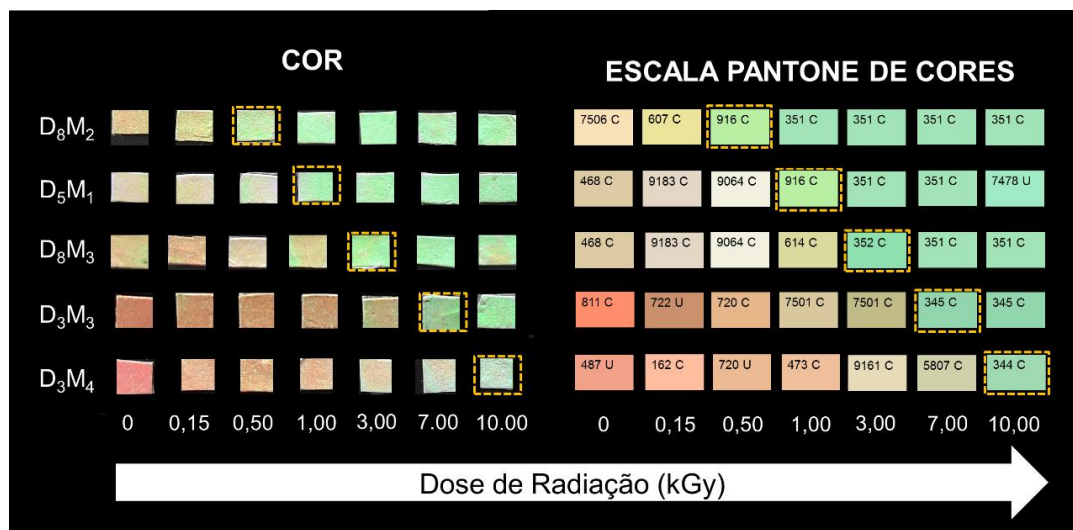 COR
ESCALA PANTONE DE CORES
D₈M₂
7506 C 607 C 916 C 351 C 351 C 351 C 351 C
D₅M₁
468 C 9183 C 9064 C 916 C 351 C 351 C 7478 U
D₈M₃
468 C 9183 C 9064 C 614 C 352 C 351 C 351 C
D₃M₃
811 C 722 U 720 C 7501 C 7501 C 345 C 345 C
D₃M₄
487 U 162 C 720 U 473 C 9161 C 5807 C 344 C
0 0,15 0,50 1,00 3,00 7.00 10.00
0 0,15 0,50 1,00 3,00 7,00 10,00
Dose de Radiação (kGy)